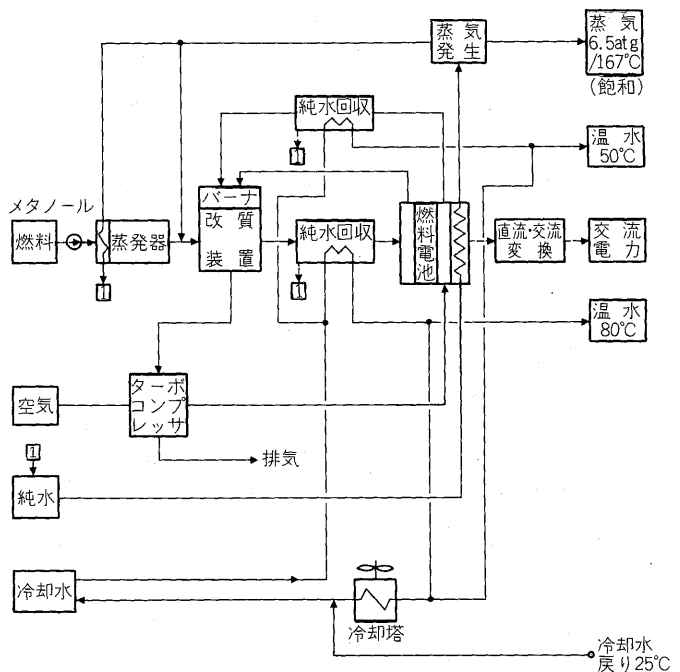 蒸気
発生
蒸気
6.5atg
/167℃
(飽和)
純水回収
1
温水
50℃
メタノール
燃料
蒸発器
1
バーナ
改質
装置
純水回収
1
燃料電池
直流・交流
変換
交流
電力
温水
80℃
空気
ターボ
コンプ
レッサ
排気
1
純水
冷却水
冷却塔
冷却水
戻り25℃